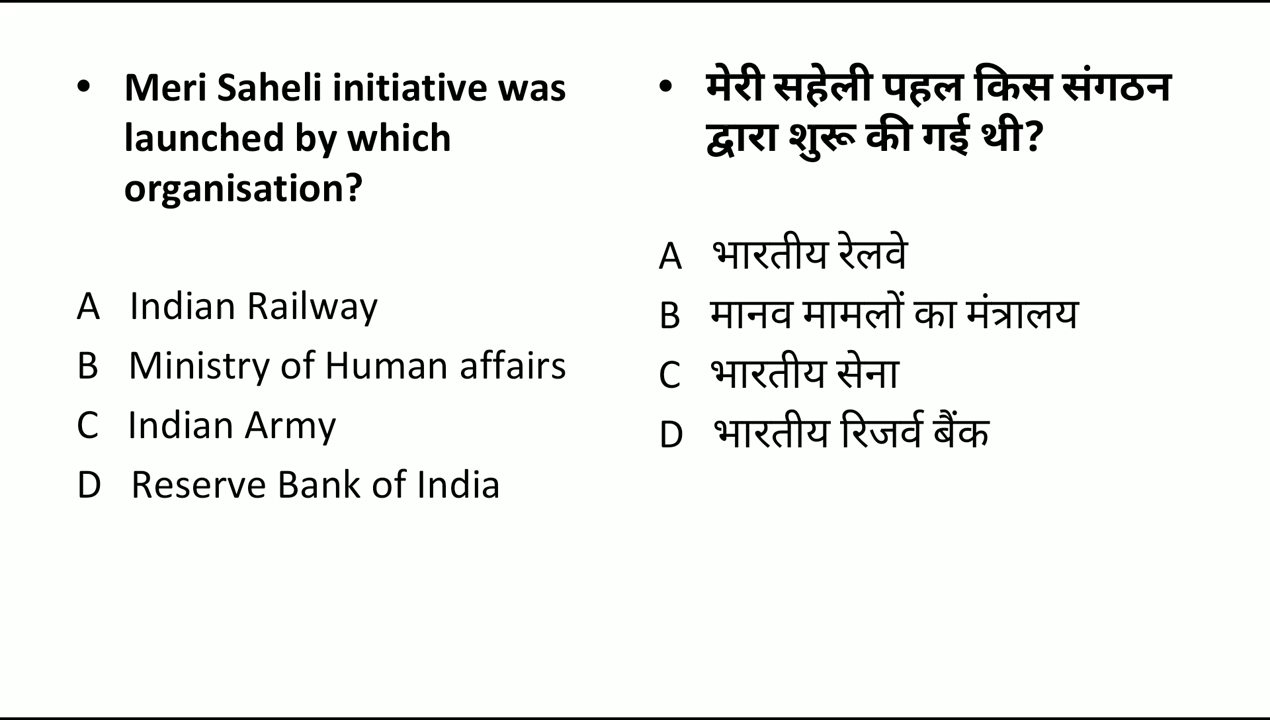 • Meri Saheli initiative was
launched by which
organisation?
A Indian Railway
B Ministry of Human affairs
C Indian Army
D Reserve Bank of India
• मेरी सहेली पहल किस संगठन
द्वारा शुरू की गई थी?
A भारतीय रेलवे
B मानव मामलों का मंत्रालय
C भारतीय सेना
D भारतीय रिजर्व बैंक